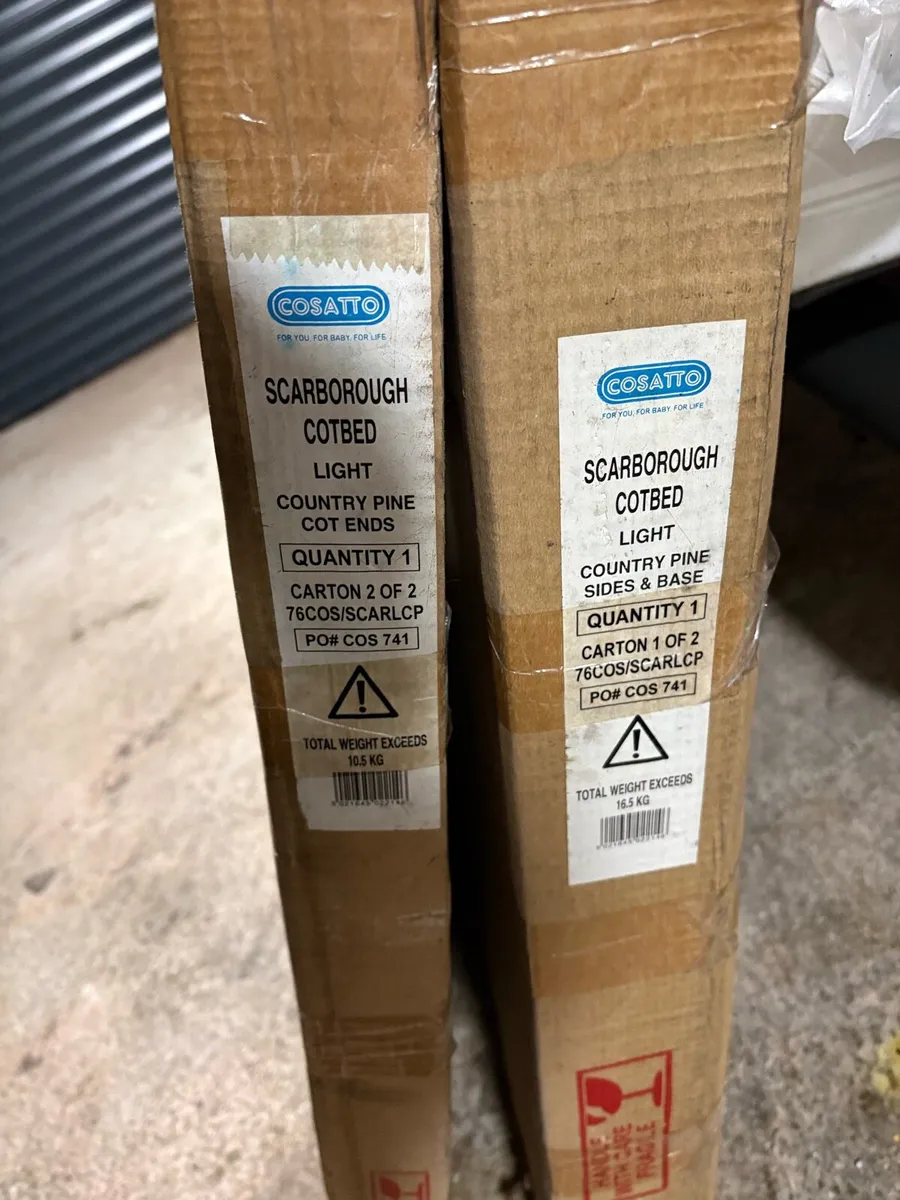 COSATTO
FOR YOU, FOR BABY, FOR LIFE
SCARBOROUGH
COTBED
LIGHT
COUNTRY PINE
COT ENDS
QUANTITY 1
CARTON 2 OF 2
76COS/SCARLCP
PO# COS 741
TOTAL WEIGHT EXCEEDS
10.5 KG
COSATTO
FOR YOU, FOR BABY, FOR LIFE
SCARBOROUGH
COTBED
LIGHT
COUNTRY PINE
SIDES & BASE
QUANTITY 1
CARTON 1 OF 2
76COS/SCARLCP
PO# COS 741
TOTAL WEIGHT EXCEEDS
16.5 KG
HANDLE
WITH CARE
FRAGILE